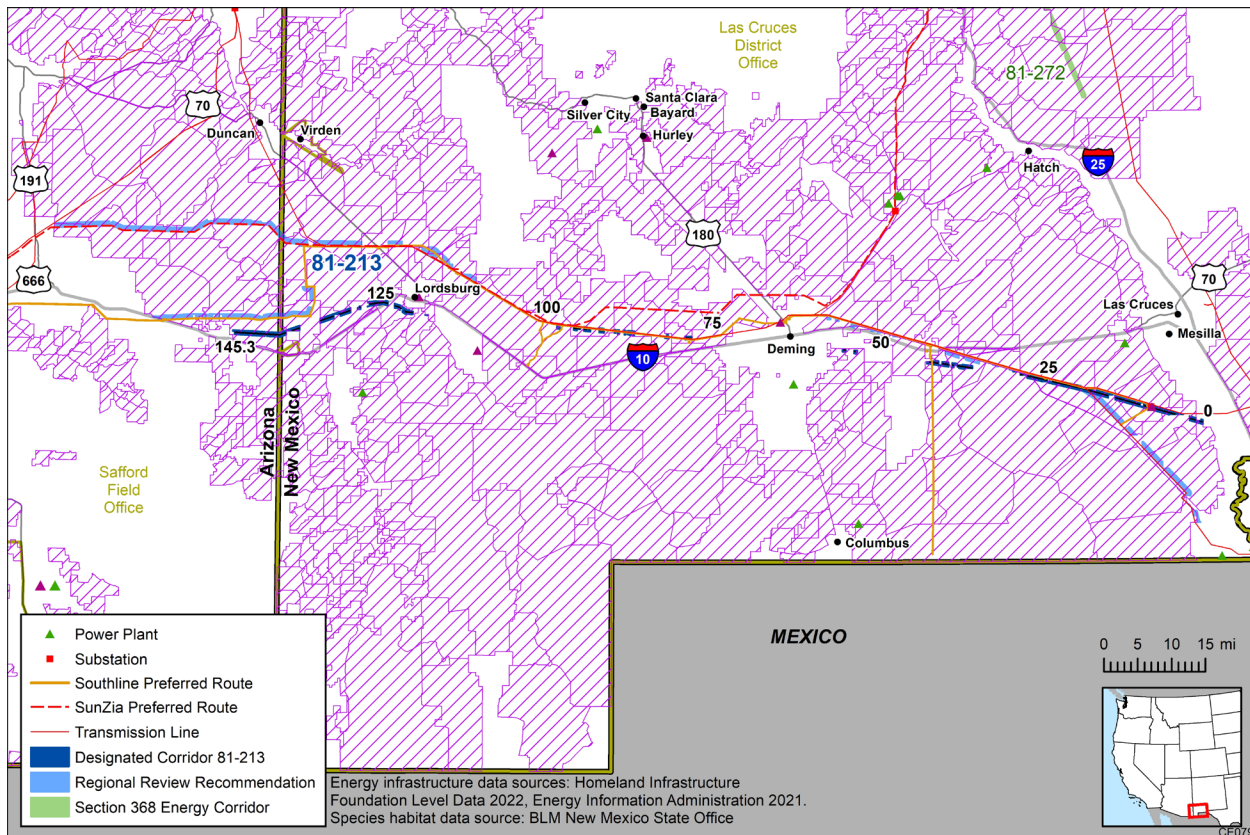 Las Cruces
District
Office
81-272
70
Duncan
Virden
Silver City
Santa Clara
Bayard
Hurley
Hatch
25
191
180
81-213
666
70
Lordsburg
125
100
75
Las Cruces
Mesilla
145.3
10
Deming
50
25
0
Arizona
New Mexico
Safford
Field
Office
Columbus
MEXICO
Power Plant
Substation
Southline Preferred Route
SunZia Preferred Route
Transmission Line
Designated Corridor 81-213
Regional Review Recommendation
Section 368 Energy Corridor
0 5 15 mi
Energy infrastructure data sources: Homeland Infrastructure
Foundation Level Data 2022, Energy Information Administration 2021.
Species habitat data source: BLM New Mexico State Office
CE079